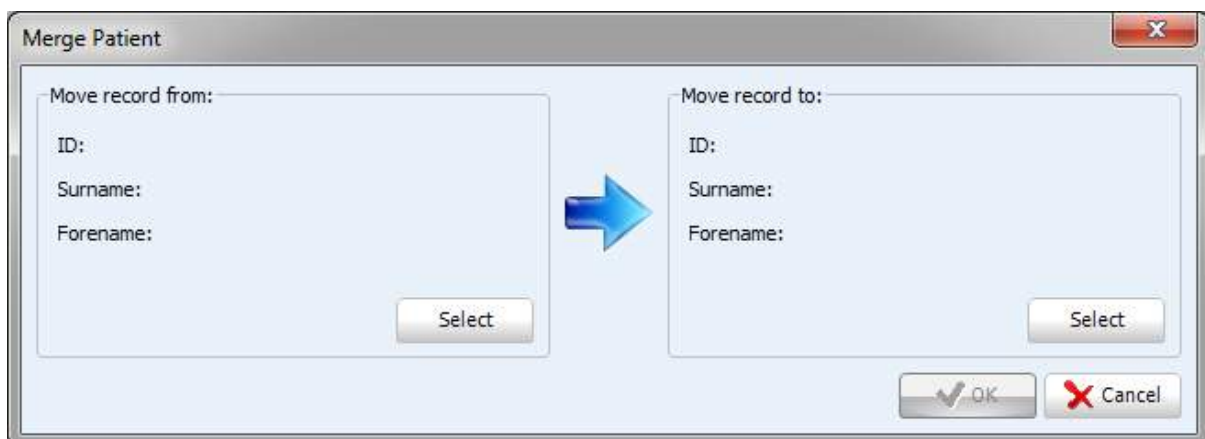 Merge Patient
Move record from:
ID:
Surname:
Forename:
Select
Move record to:
ID:
Surname:
Forename:
Select
OK
Cancel